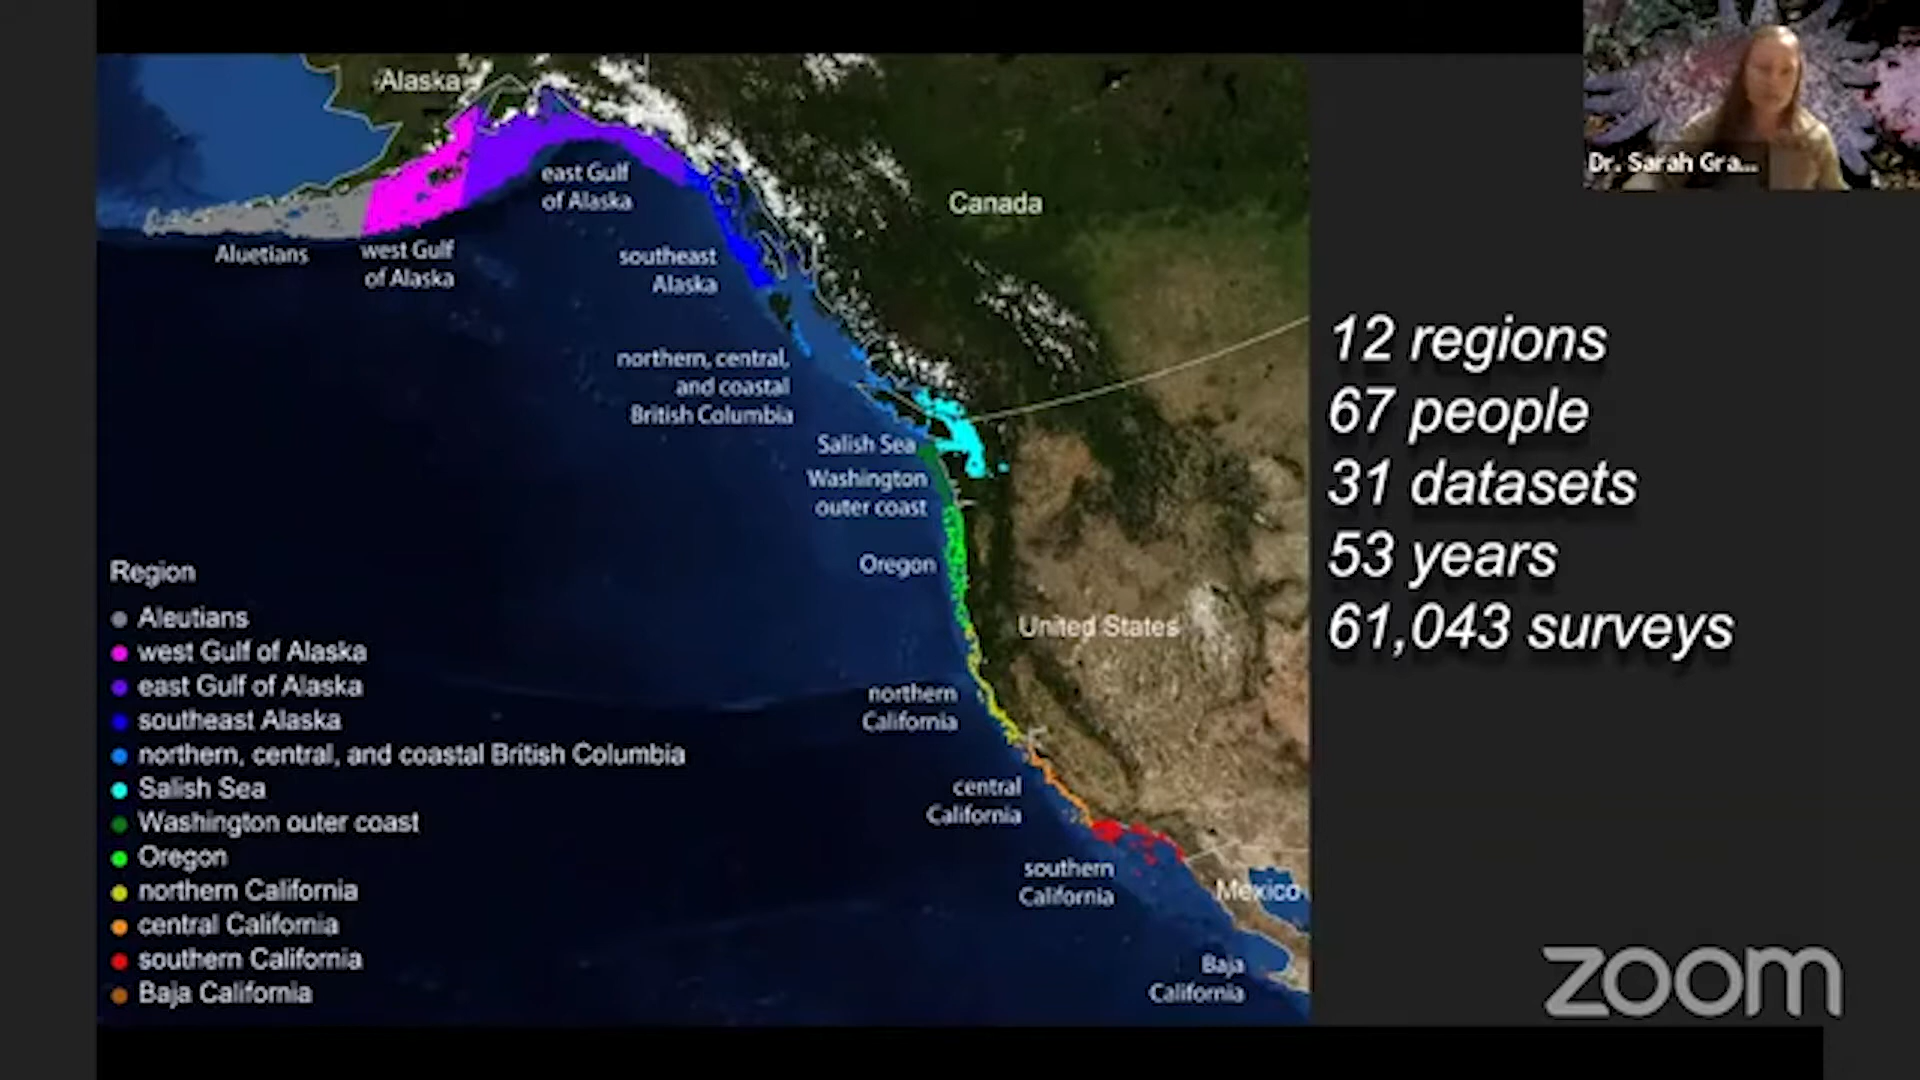 Alaska
Dr. Sarah Gra...
east Gulf
of Alaska
Canada
Aluetians
west Gulf
of Alaska
southeast
Alaska
12 regions
67 people
31 datasets
53 years
61,043 surveys
northern, central,
and coastal
British Columbia
Salish Sea
Washington
outer coast
Oregon
United States
northern
California
central
California
southern
California
Mexico
Baja
California
Region
Aleutians
west Gulf of Alaska
east Gulf of Alaska
southeast Alaska
northern, central, and coastal British Columbia
Salish Sea
Washington outer coast
Oregon
northern California
central California
southern California
Baja California
zoom